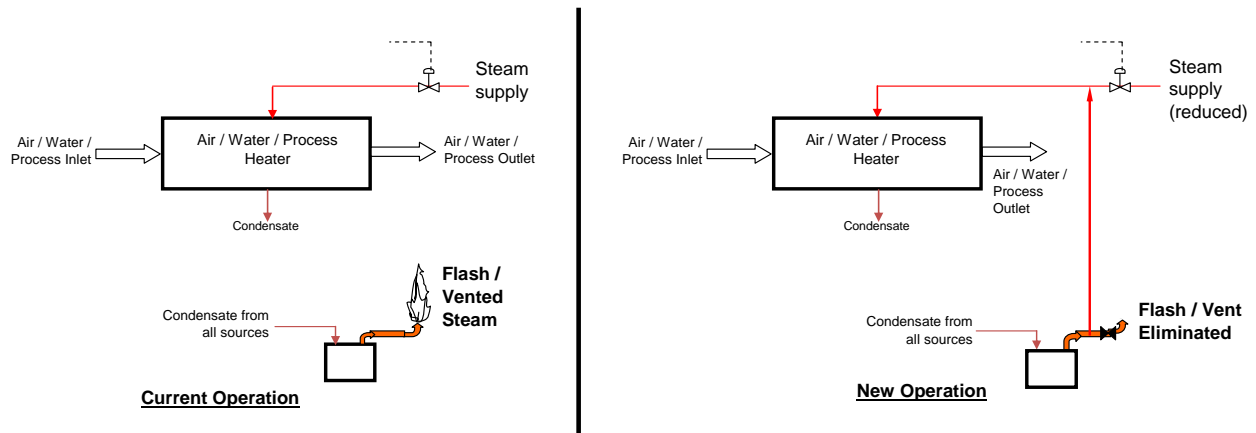 Steam
supply
Air / Water /
Process Inlet
Air / Water / Process
Heater
Air / Water /
Process Outlet
Condensate
Flash /
Vented
Steam
Condensate from
all sources
Current Operation
Steam
supply
(reduced)
Air / Water /
Process Inlet
Air / Water / Process
Heater
Air / Water /
Process
Outlet
Condensate
Flash / Vent
Eliminated
Condensate from
all sources
New Operation